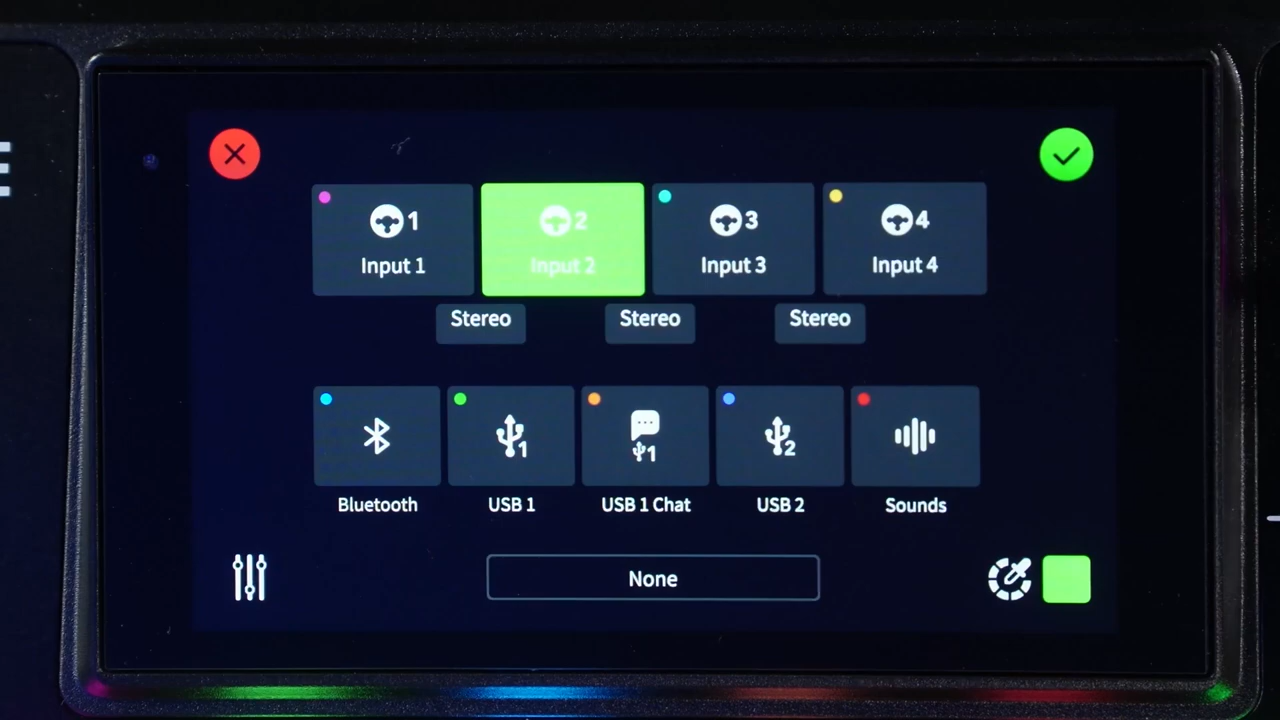 1
2
3
4
Input 1
Input 2
Input 3
Input 4
Stereo
Stereo
Stereo
1
1
2
Bluetooth
USB 1
USB 1 Chat
USB 2
Sounds
None